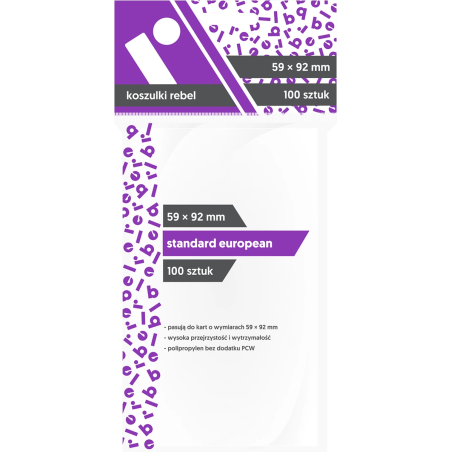 59 × 92 mm
koszulki rebel
100 sztuk
59 × 92 mm
standard european
100 sztuk
- pasują do kart o wymiarach 59 × 92 mm
- wysoka przejrzystość i wytrzymałość
- polipropylen bez dodatku PCW